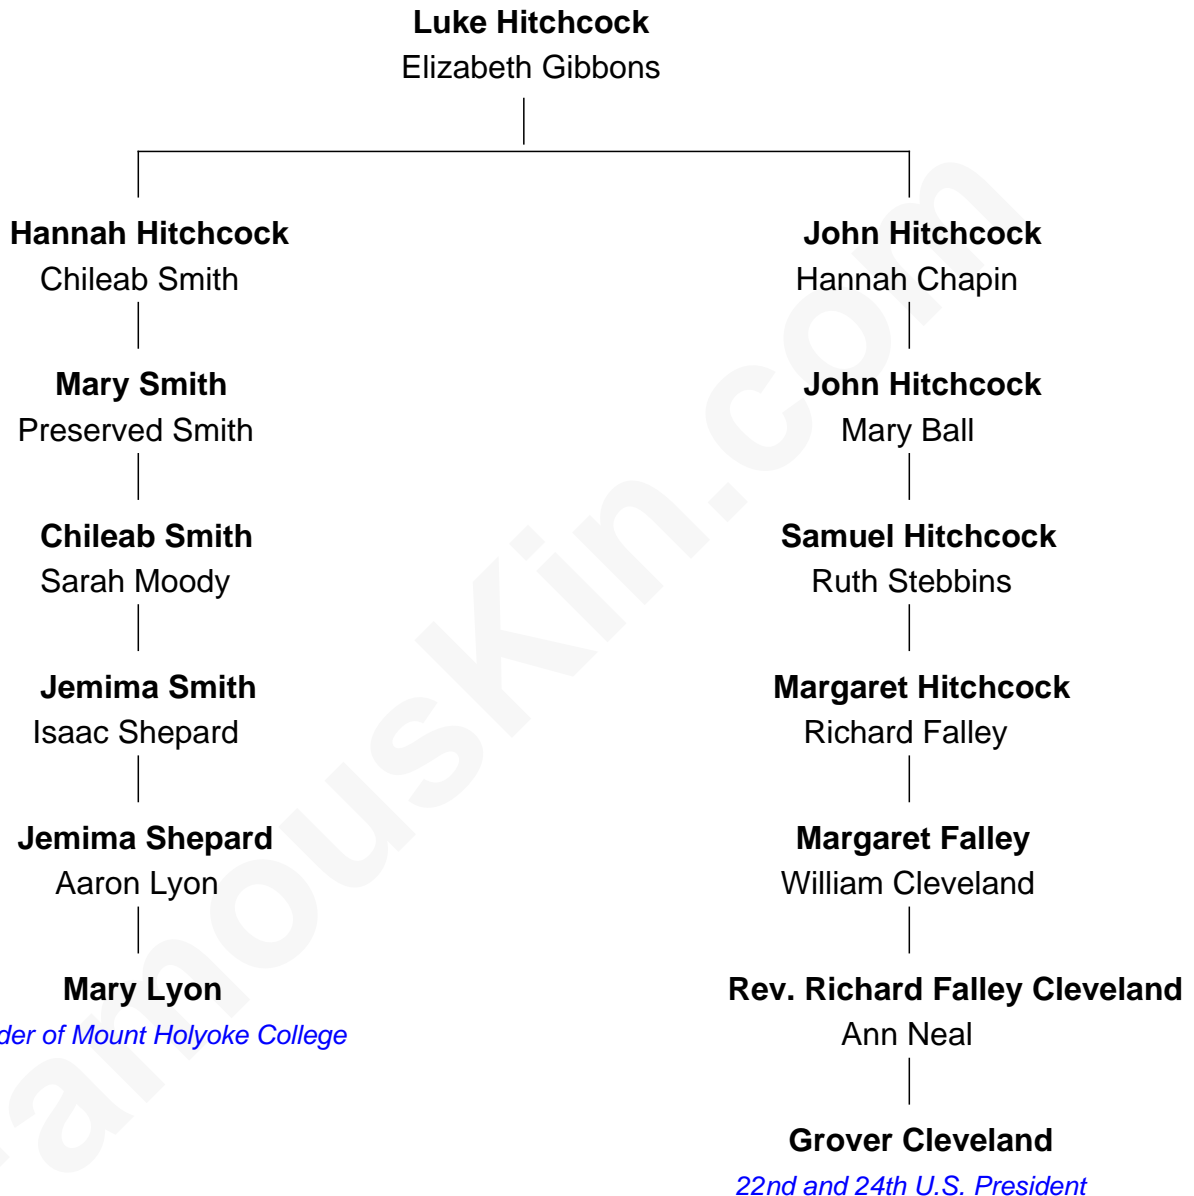 Luke Hitchcock
Elizabeth Gibbons
Hannah Hitchcock
Chileab Smith
Mary Smith
Preserved Smith
Chileab Smith
Sarah Moody
Jemima Smith
Isaac Shepard
Jemima Shepard
Aaron Lyon
Mary Lyon
der of Mount Holyoke College
John Hitchcock
Hannah Chapin
John Hitchcock
Mary Ball
Samuel Hitchcock
Ruth Stebbins
Margaret Hitchcock
Richard Falley
Margaret Falley
William Cleveland
Rev. Richard Falley Cleveland
Ann Neal
Grover Cleveland
22nd and 24th U.S. President
amousKin.com